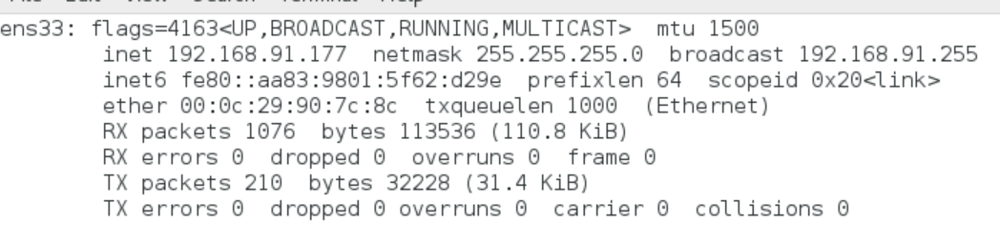 ens33: flags=4163<UP,BROADCAST,RUNNING,MULTICAST>  mtu 1500
inet 192.168.91.177  netmask 255.255.255.0  broadcast 192.168.91.255
inet6 fe80::aa83:9801:5f62:d29e  prefixlen 64  scopeid 0x20<link>
ether 00:0c:29:90:7c:8c  txqueuelen 1000  (Ethernet)
RX packets 1076  bytes 113536 (110.8 KiB)
RX errors 0  dropped 0  overruns 0  frame 0
TX packets 210  bytes 32228 (31.4 KiB)
TX errors 0  dropped 0 overruns 0  carrier 0  collisions 0